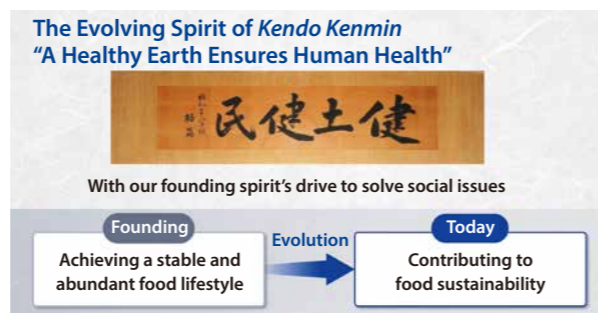 The Evolving Spirit of Kendo Kenmin
“A Healthy Earth Ensures Human Health”
民健土健
With our founding spirit’s drive to solve social issues
Founding
Achieving a stable and
abundant food lifestyle
Evolution
Today
Contributing to
food sustainability